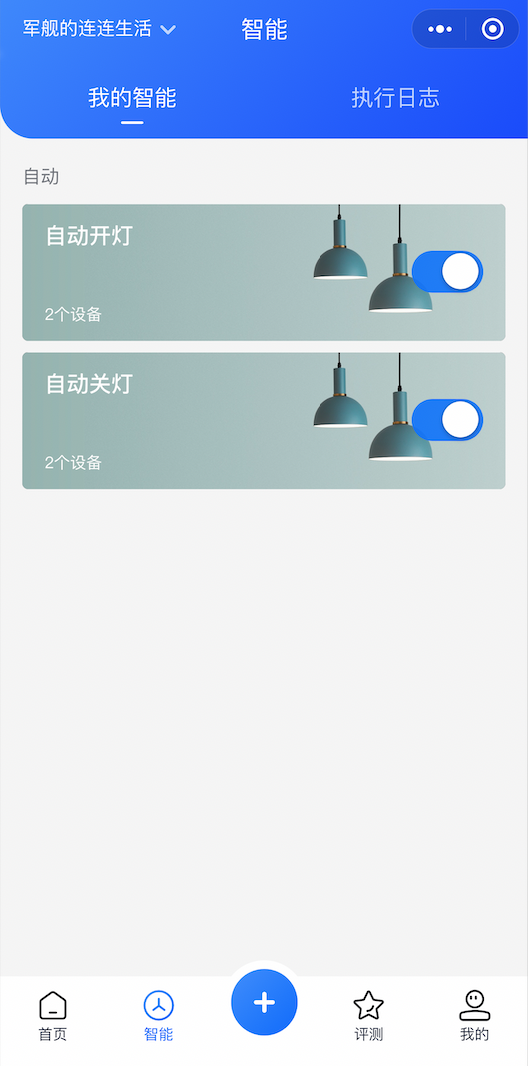 军舰的连连生活
智能
我的智能
执行日志
自动
自动开灯
2个设备
自动关灯
2个设备
首页
智能
评测
我的